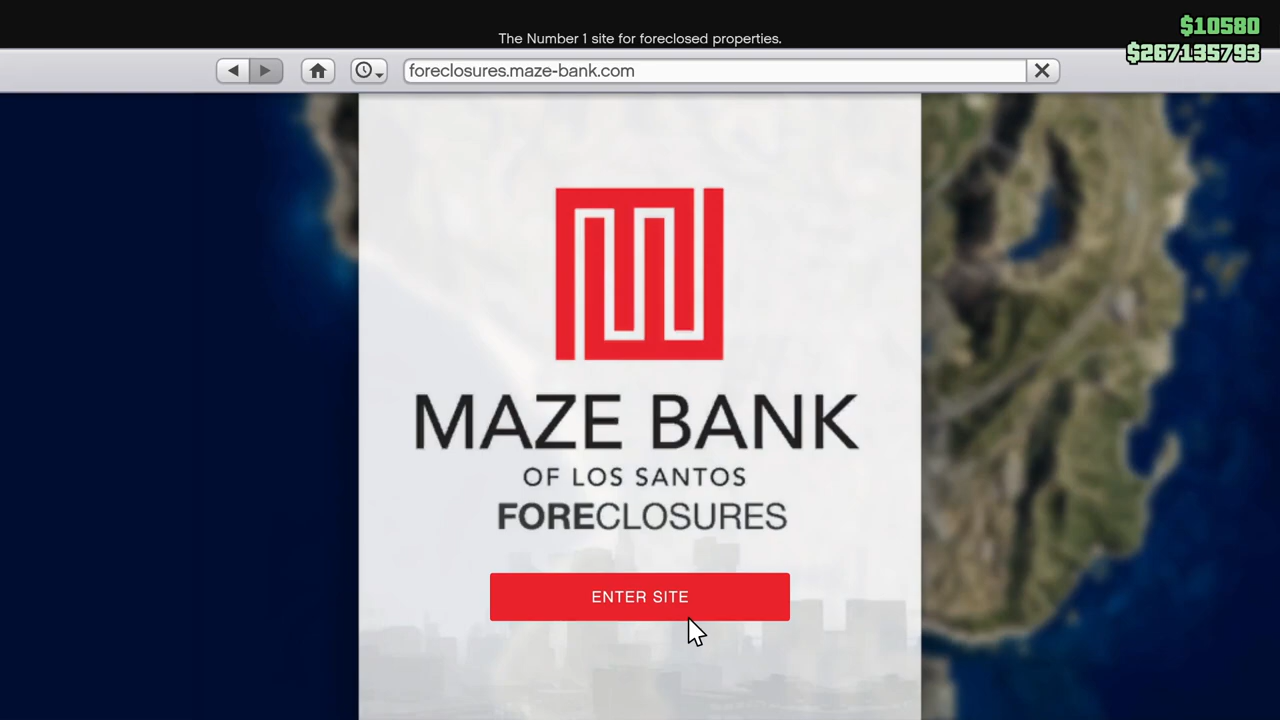 The Number 1 site for foreclosed properties.
$10580
$267135793
foreclosures.maze-bank.com
MAZE BANK
OF LOS SANTOS
FORECLOSURES
ENTER SITE